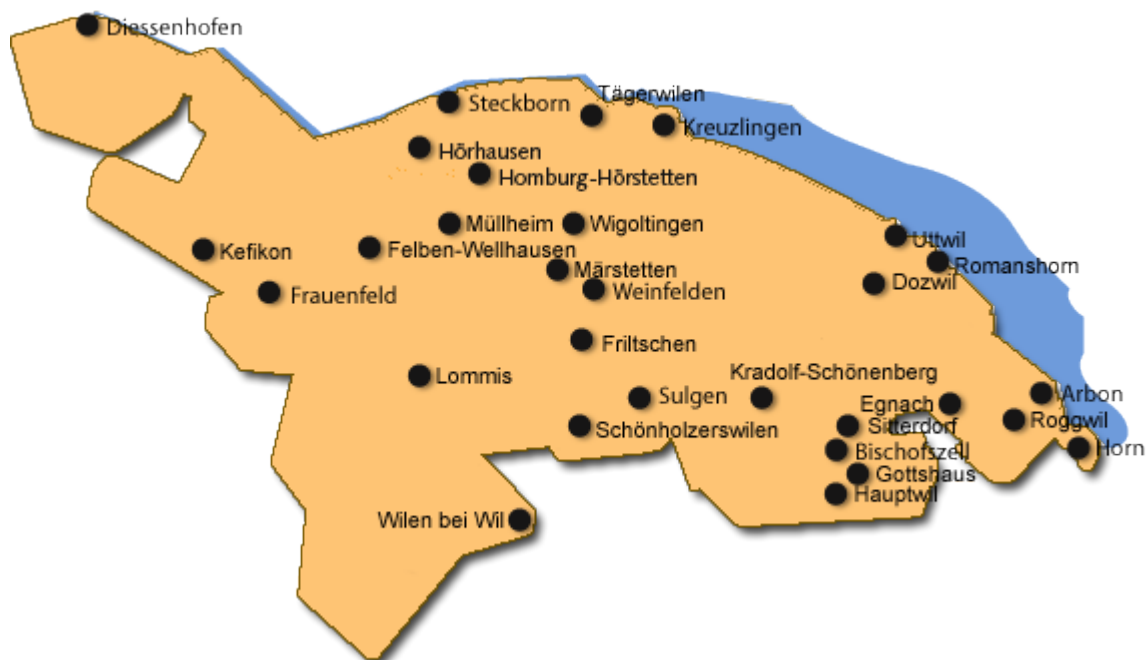 Diessenhofen
Tägerwilen
Steckborn
Kreuzlingen
Hörhausen
Homburg-Hörstetten
Müllheim
Wigoltingen
Uttwil
Kefikon
Felben-Wellhausen
Märstetten
Romanshorn
Dozwil
Frauenfeld
Weinfelden
Friltschen
Lommis
Kradolf-Schönenberg
Sulgen
Arbon
Egnach
Roggwil
Schönholzerswilen
Sitterdorf
Bischofszell
Horn
Gottshaus
Hauptwil
Wilen bei Wil